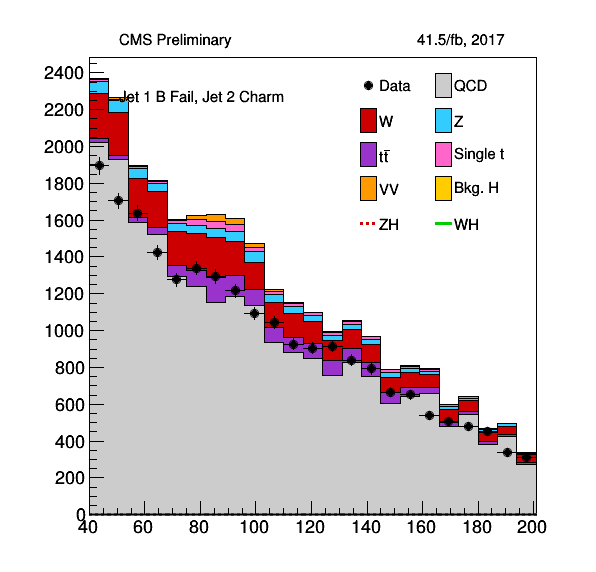 CMS Preliminary 41.5/fb, 2017
Jet 1 B Fail, Jet 2 Charm
Data QCD
W Z
tt̅ Single t
VV Bkg. H
ZH WH
2400
2200
2000
1800
1600
1400
1200
1000
800
600
400
200
0
40 60 80 100 120 140 160 180 200